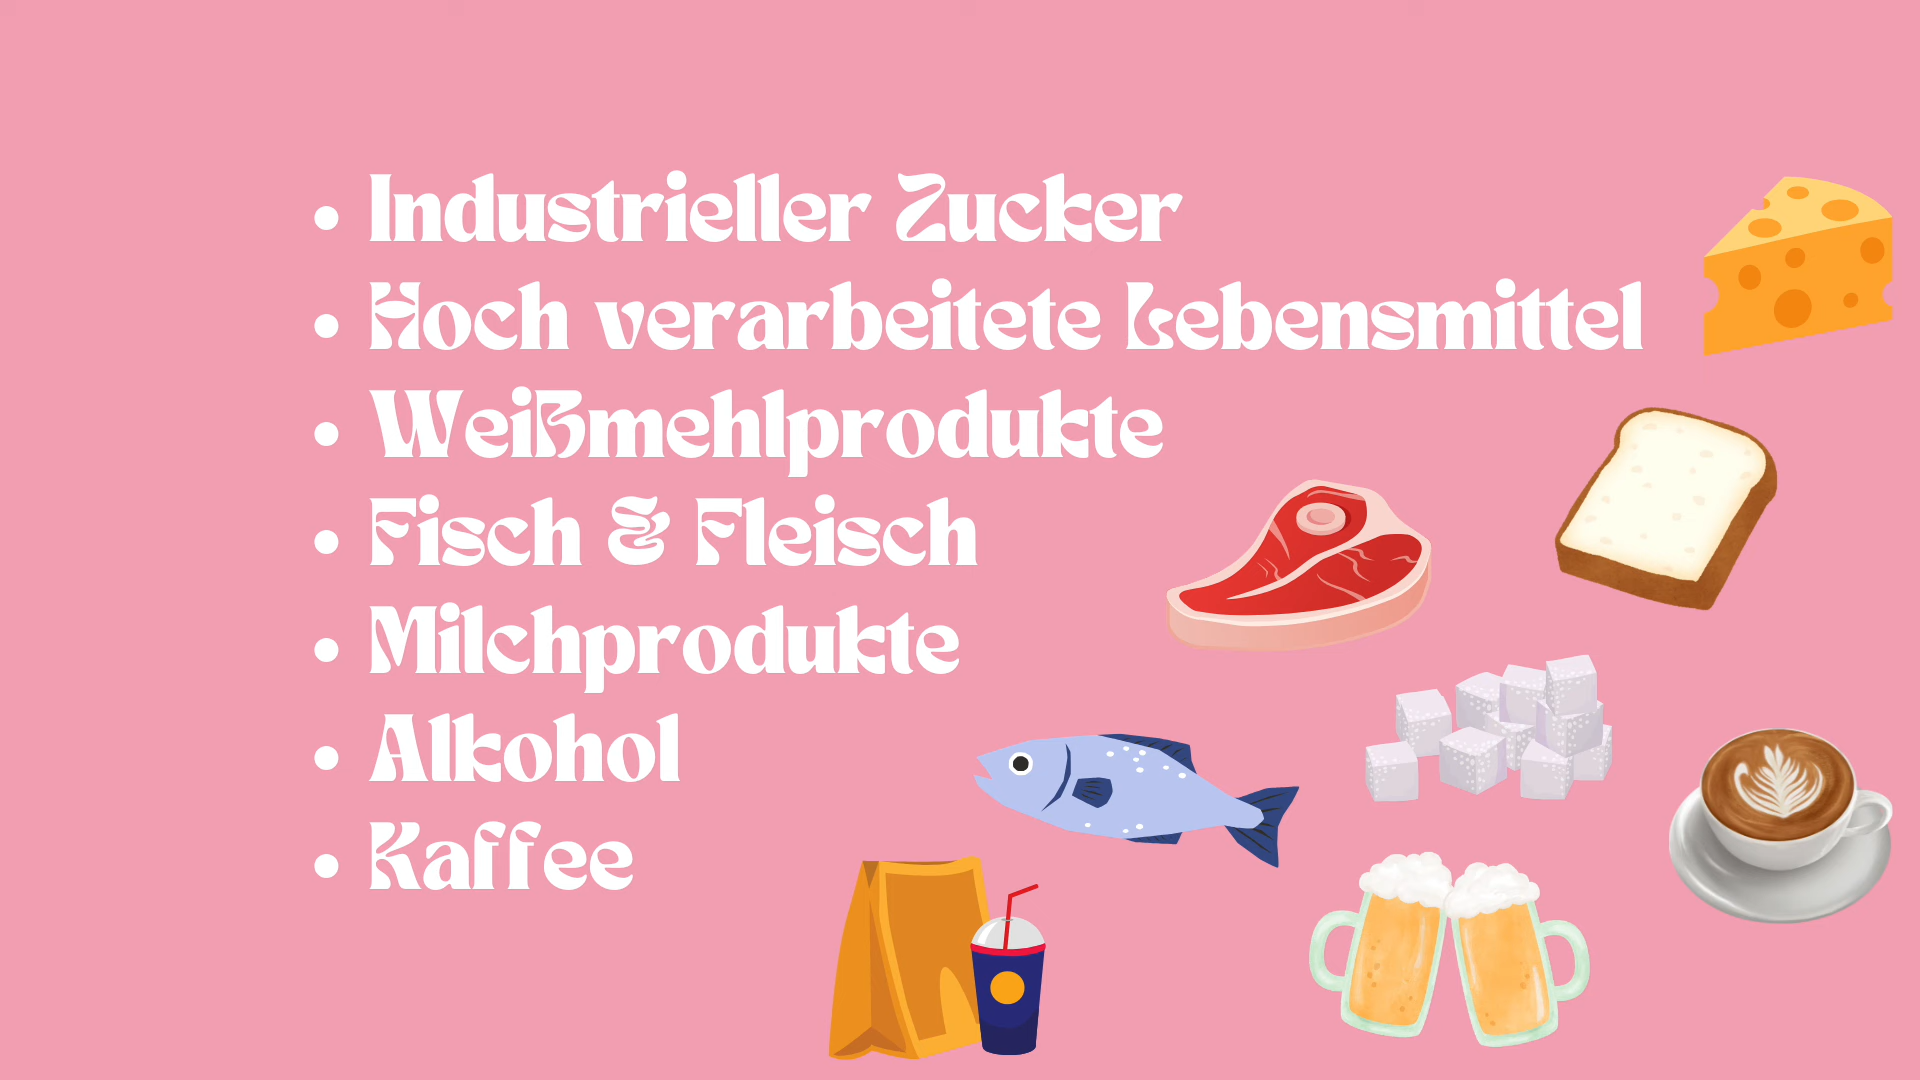 • Industrieller Zucker
• Hoch verarbeitete Lebensmittel
• Weißmehlprodukte
• Fisch & Fleisch
• Milchprodukte
• Alkohol
• Kaffee